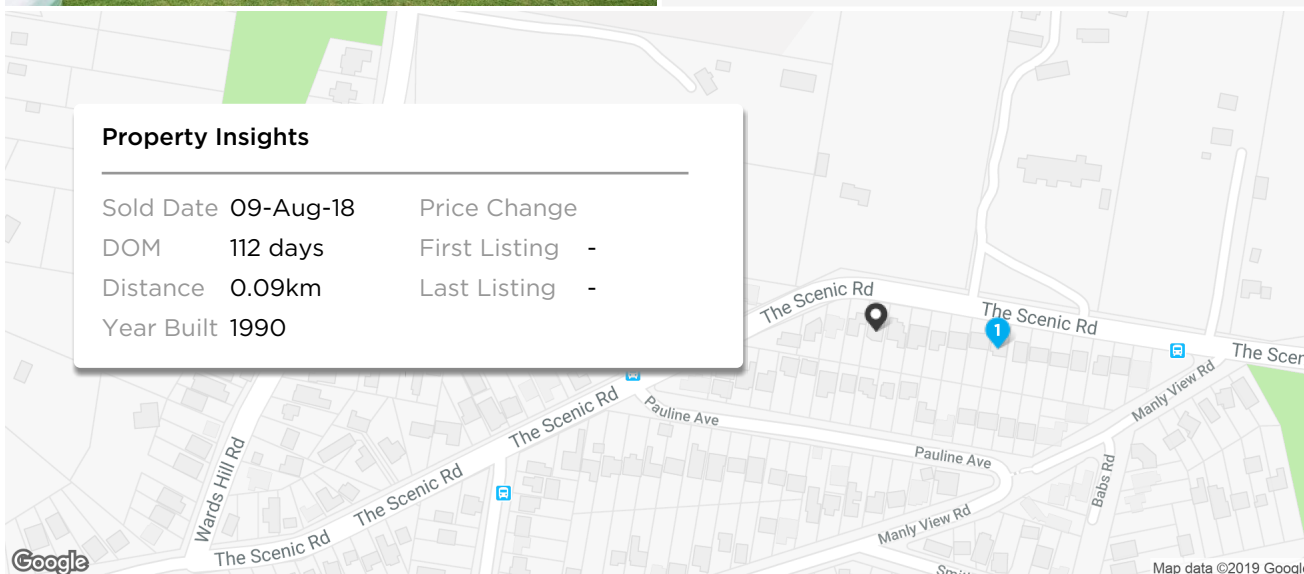 Property Insights
Sold Date 09-Aug-18 Price Change
DOM 112 days First Listing -
Distance 0.09km Last Listing -
Year Built 1990
The Scenic Rd
The Scenic Rd
1
The Scen
Manly View Rd
Pauline Ave
The Scenic Rd
Pauline Ave
Babs Rd
Wards Hill Rd
The Scenic Rd
Manly View Rd
The Scenic Rd
Google
Map data ©2019 Google